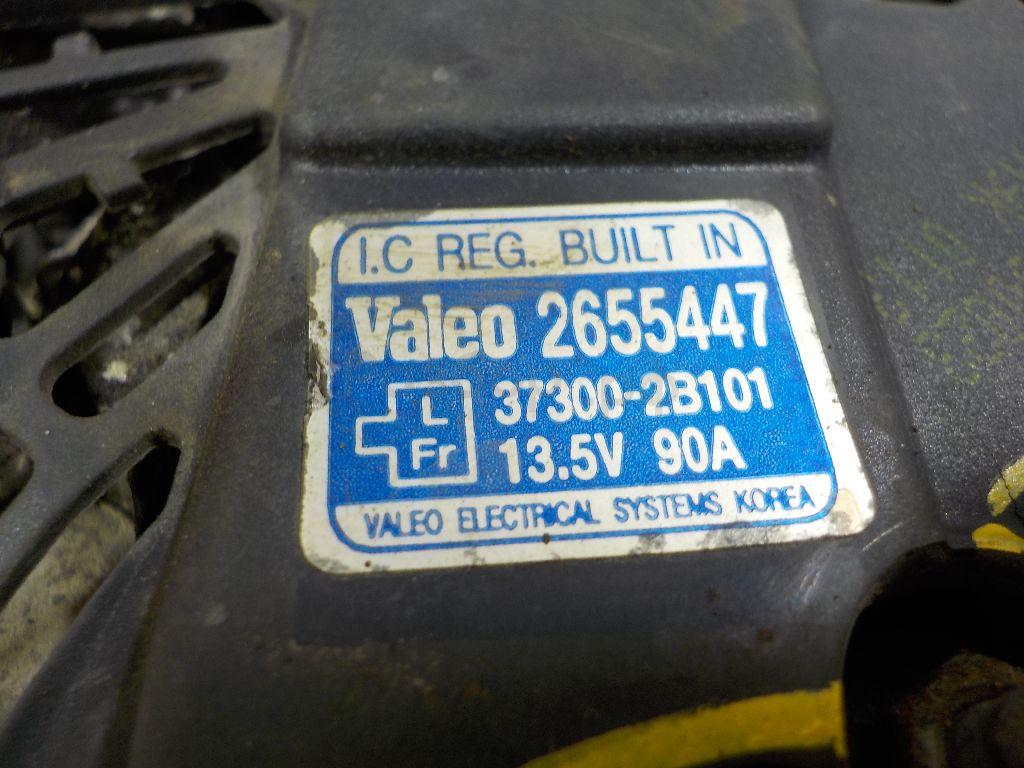 I.C REG. BUILT IN
Valeo 2655447
L
Fr
37300-2B101
13.5V 90A
VALEO ELECTRICAL SYSTEMS KOREA